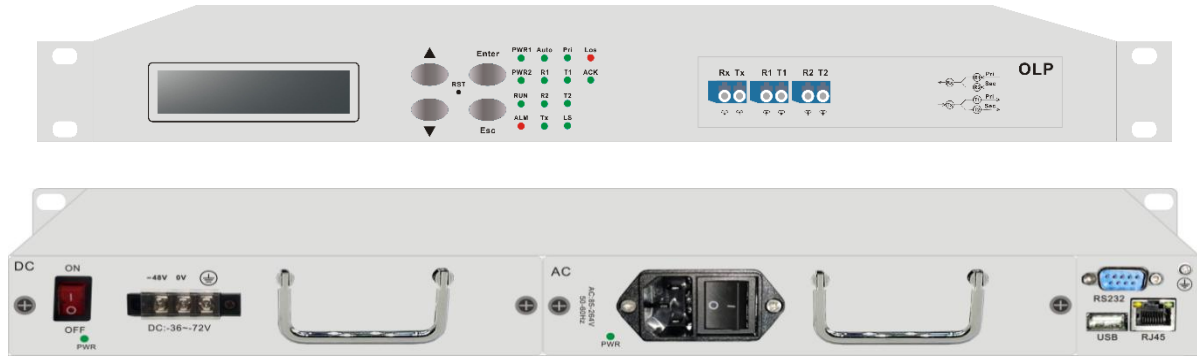 Enter
RST
Esc
PWR1 Auto Pri Los
PWR2 R1 T1 ACK
RUN R2 T2
ALM Tx LS
Rx Tx R1 T1 R2 T2
OLP
Pri
Sec
Pri
Sec
DC
ON
OFF
PWR
-48V 0V
DC:-36~-72V
AC
AC:95-264V
50-60Hz
PWR
RS232
USB RJ45